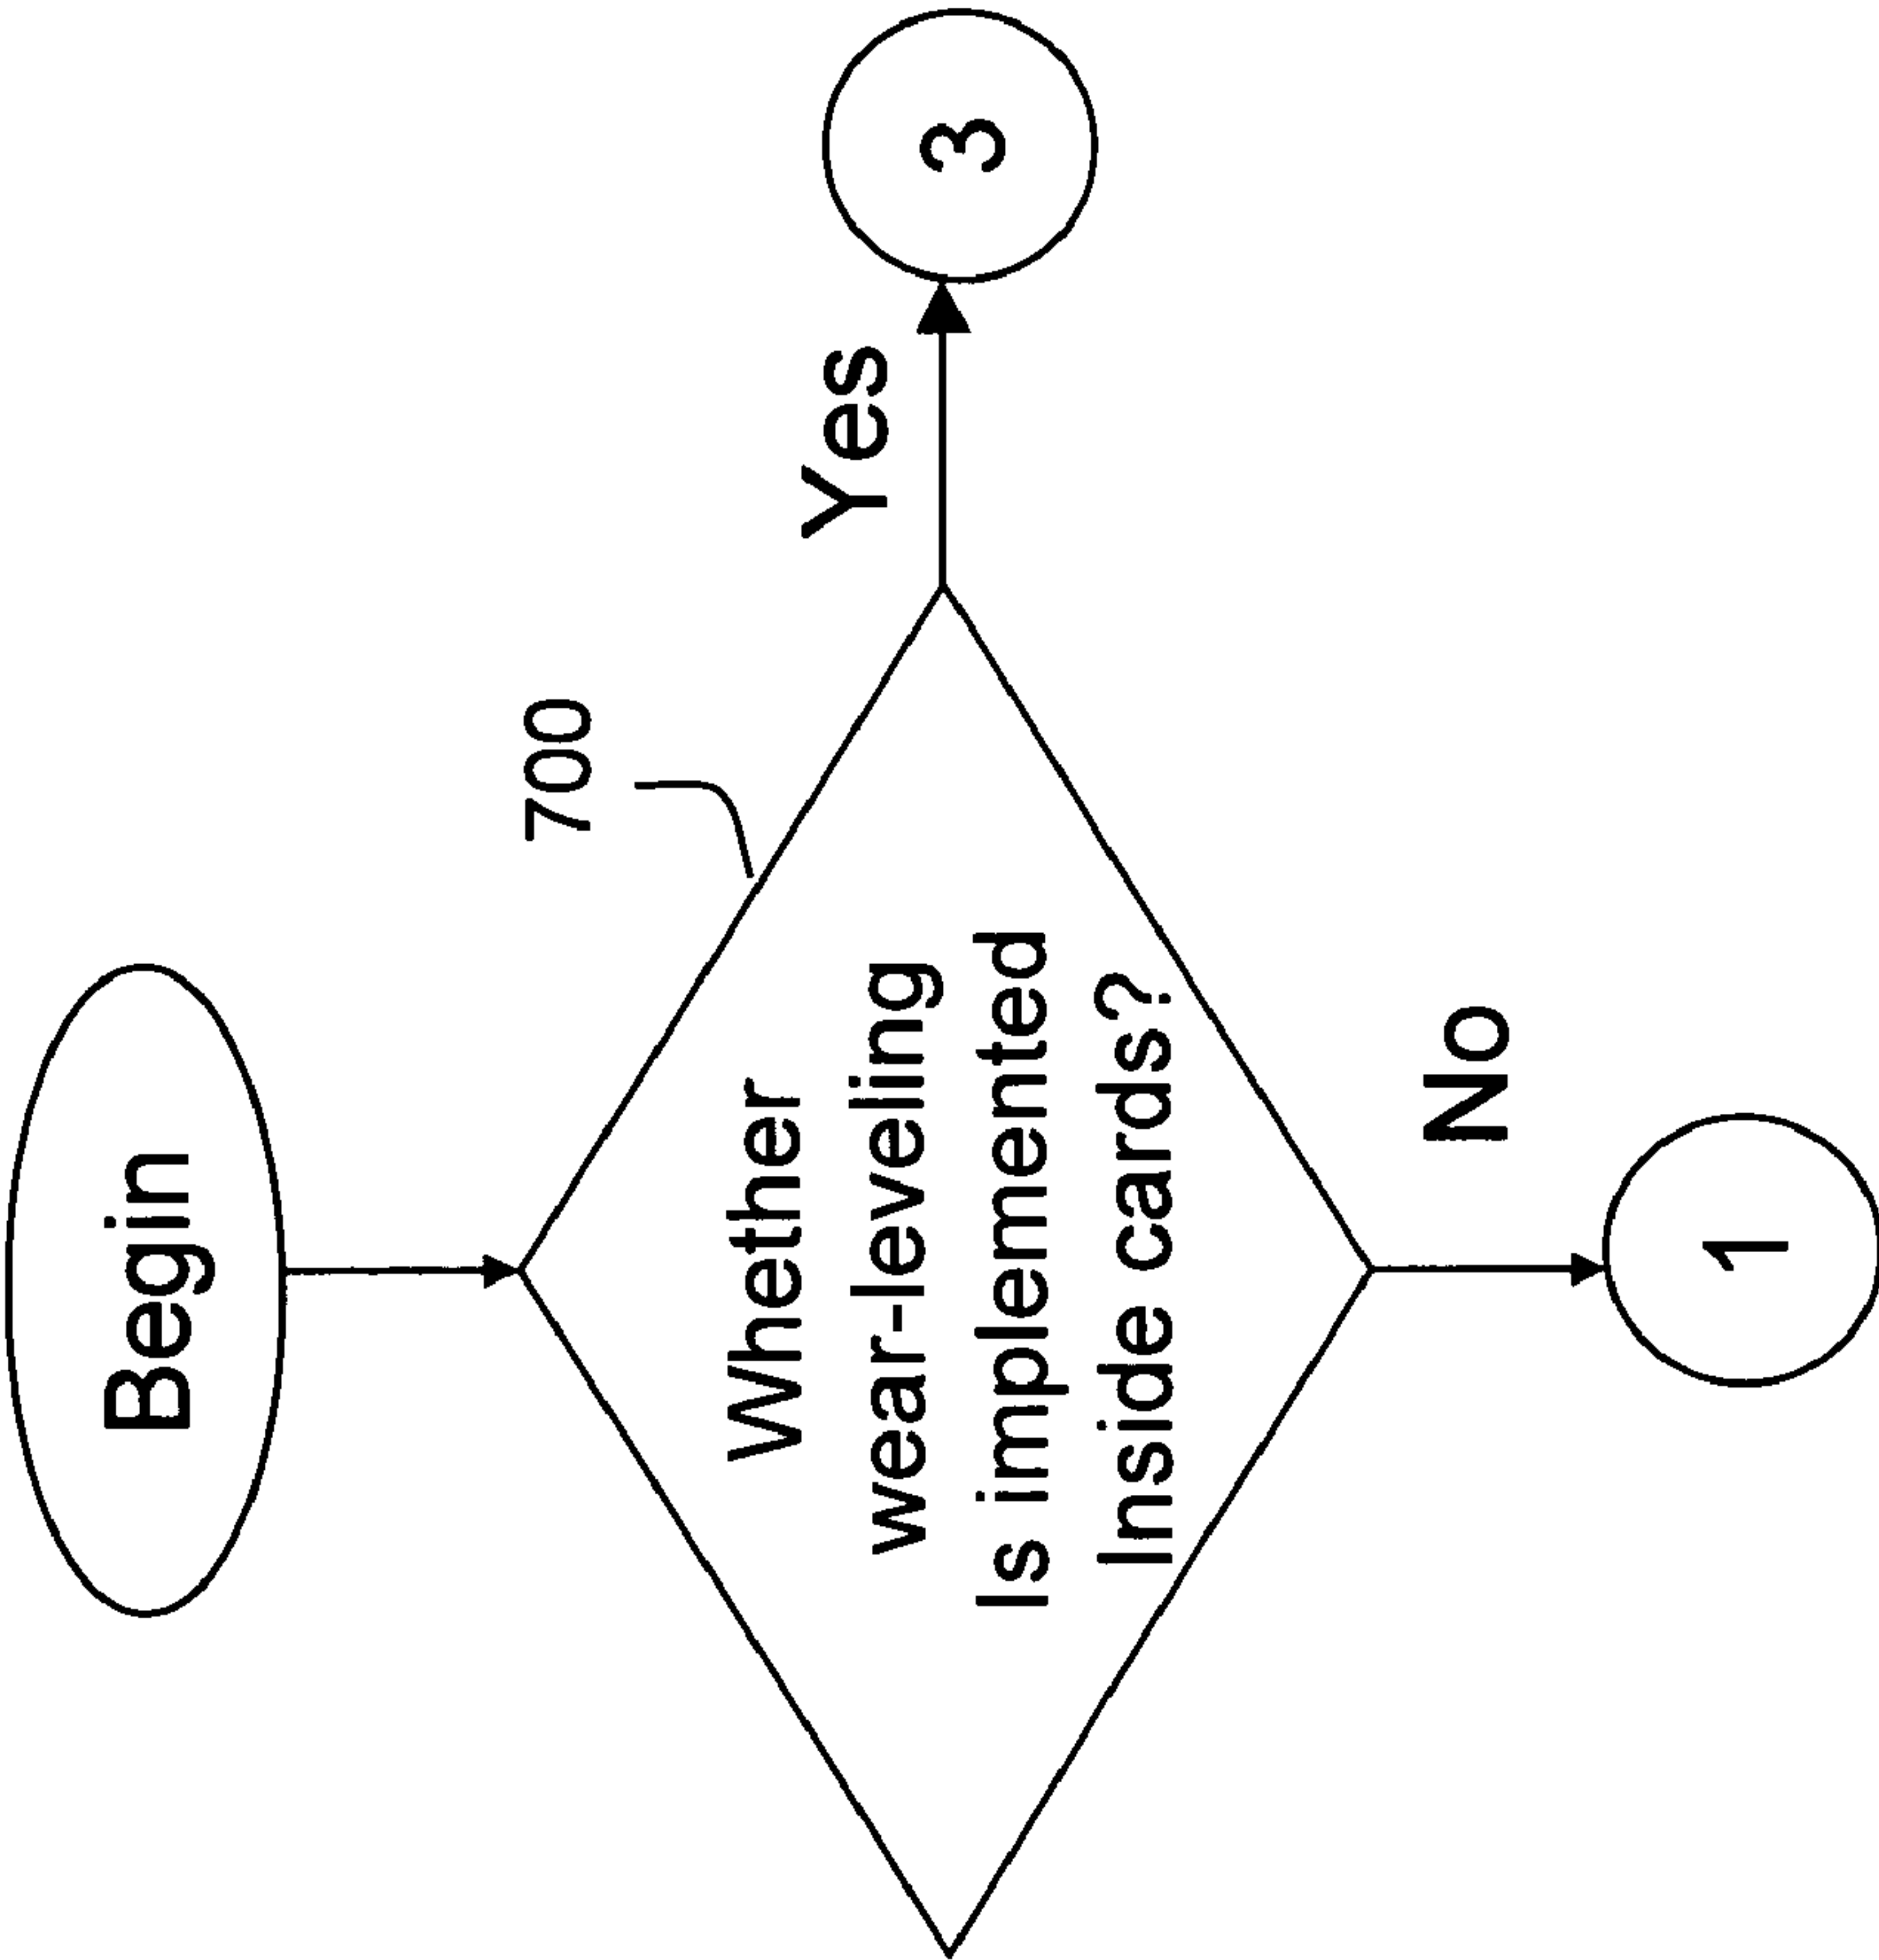 Begin
700
Whether
wear-leveling
Is implemented
Inside cards?
Yes
3
No
1